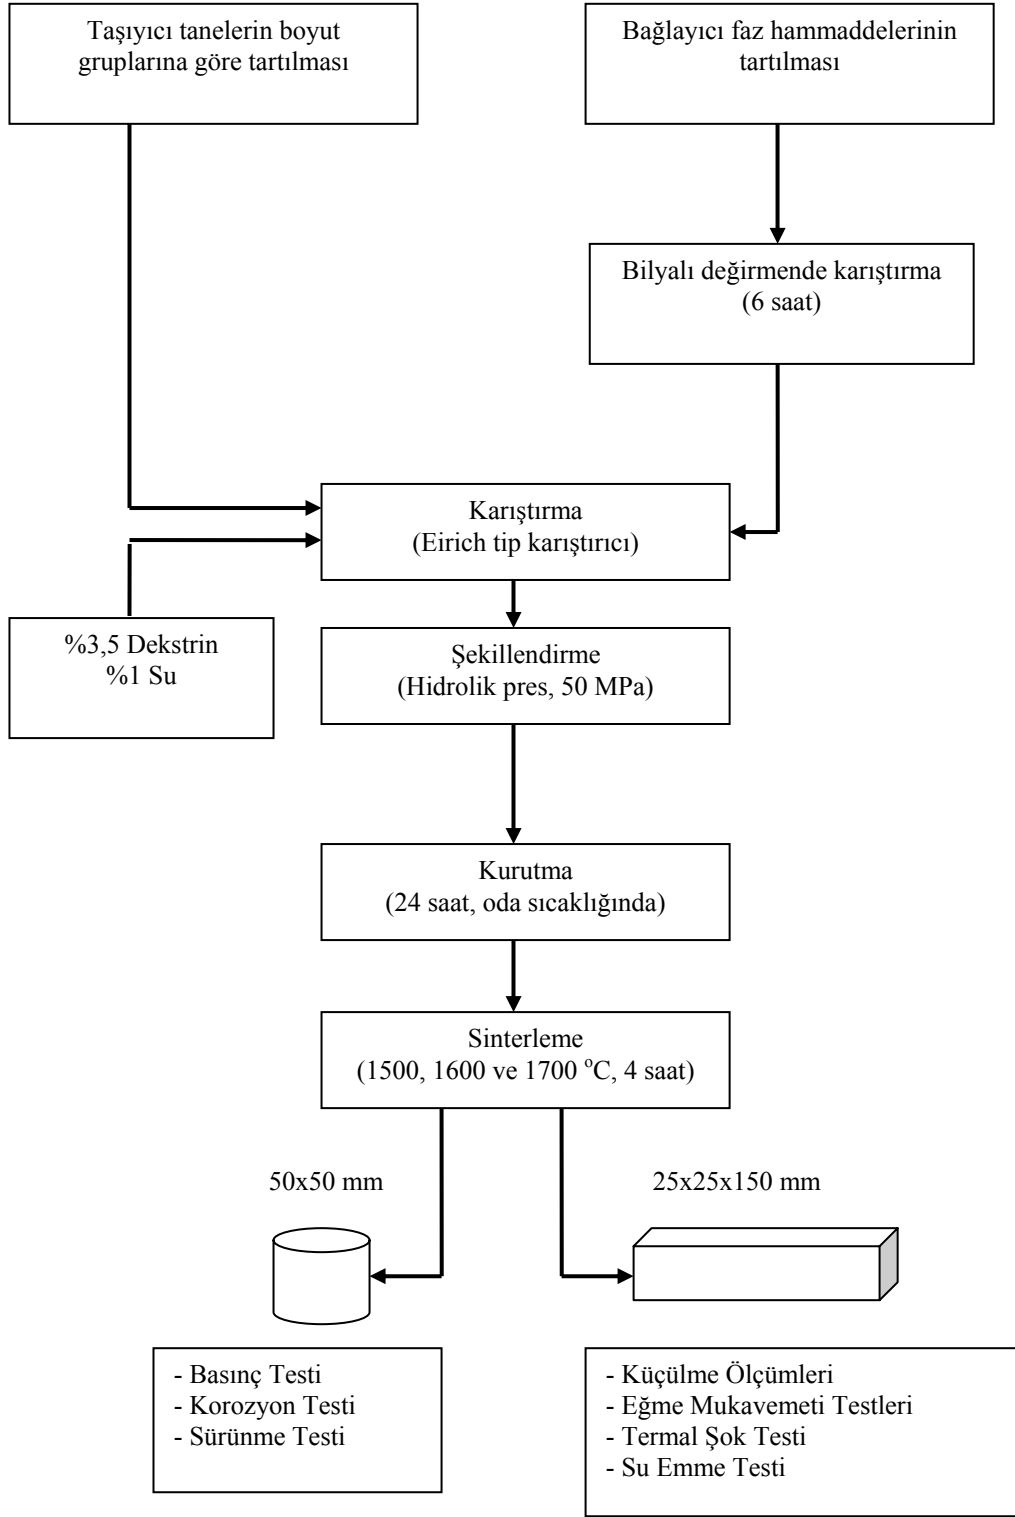 Taşıyıcı tanelerin boyut
gruplarına göre tartılması
Bağlayıcı faz hammaddelerinin
tartılması
Bilyalı değirmende karıştırma
(6 saat)
Karıştırma
(Eirich tip karıştırıcı)
%3,5 Dekstrin
%1 Su
Şekillendirme
(Hidrolik pres, 50 MPa)
Kurutma
(24 saat, oda sıcaklığında)
Sinterleme
(1500, 1600 ve 1700 °C, 4 saat)
50x50 mm
25x25x150 mm
- Basınç Testi
- Korozyon Testi
- Sürünme Testi
- Küçülme Ölçümleri
- Eğme Mukavemeti Testleri
- Termal Şok Testi
- Su Emme Testi